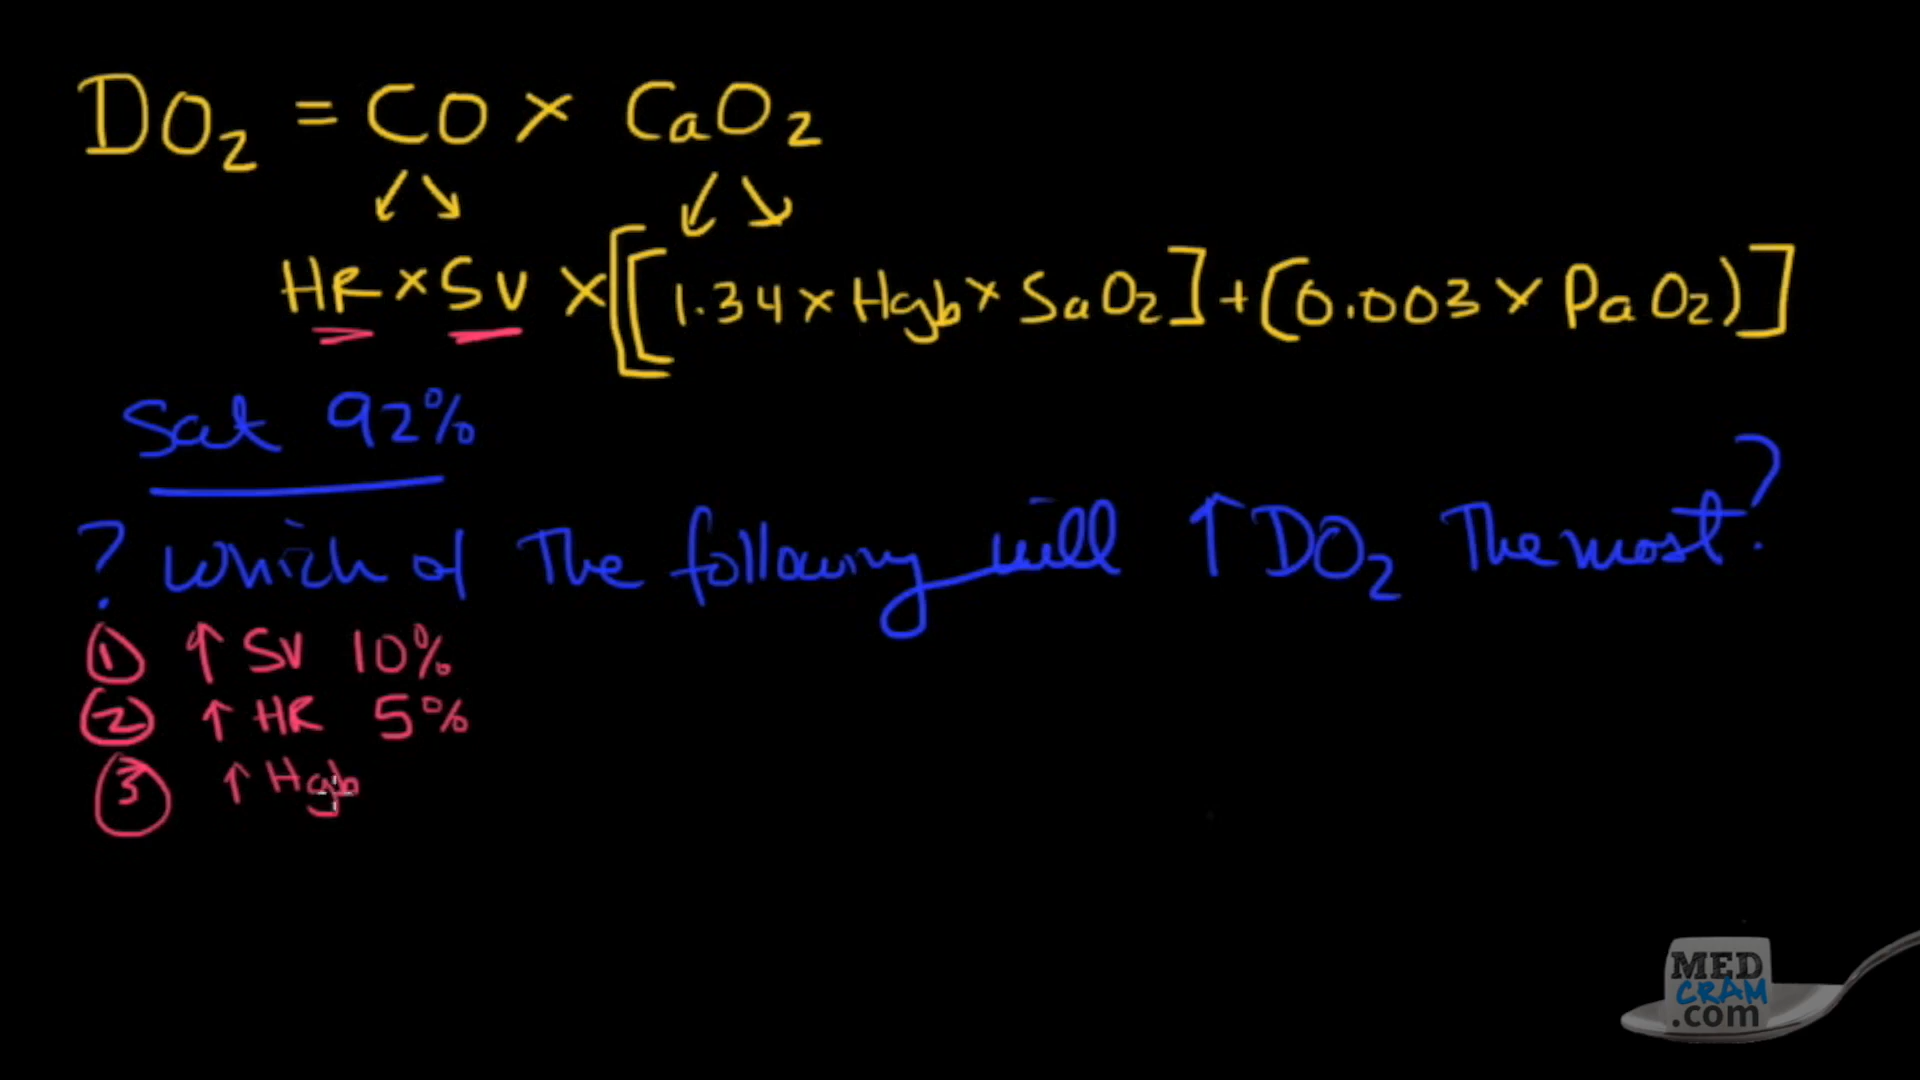 DO₂ = CO × CaO₂
HR × SV × [[1.34 × Hgb × SaO₂] + (0.003 × PaO₂)]
Sat 92%
? Which of The following will ↑ DO₂ The most?
① ↑ SV 10%
② ↑ HR 5%
③ ↑ Hgb
MED
CRAM
.com